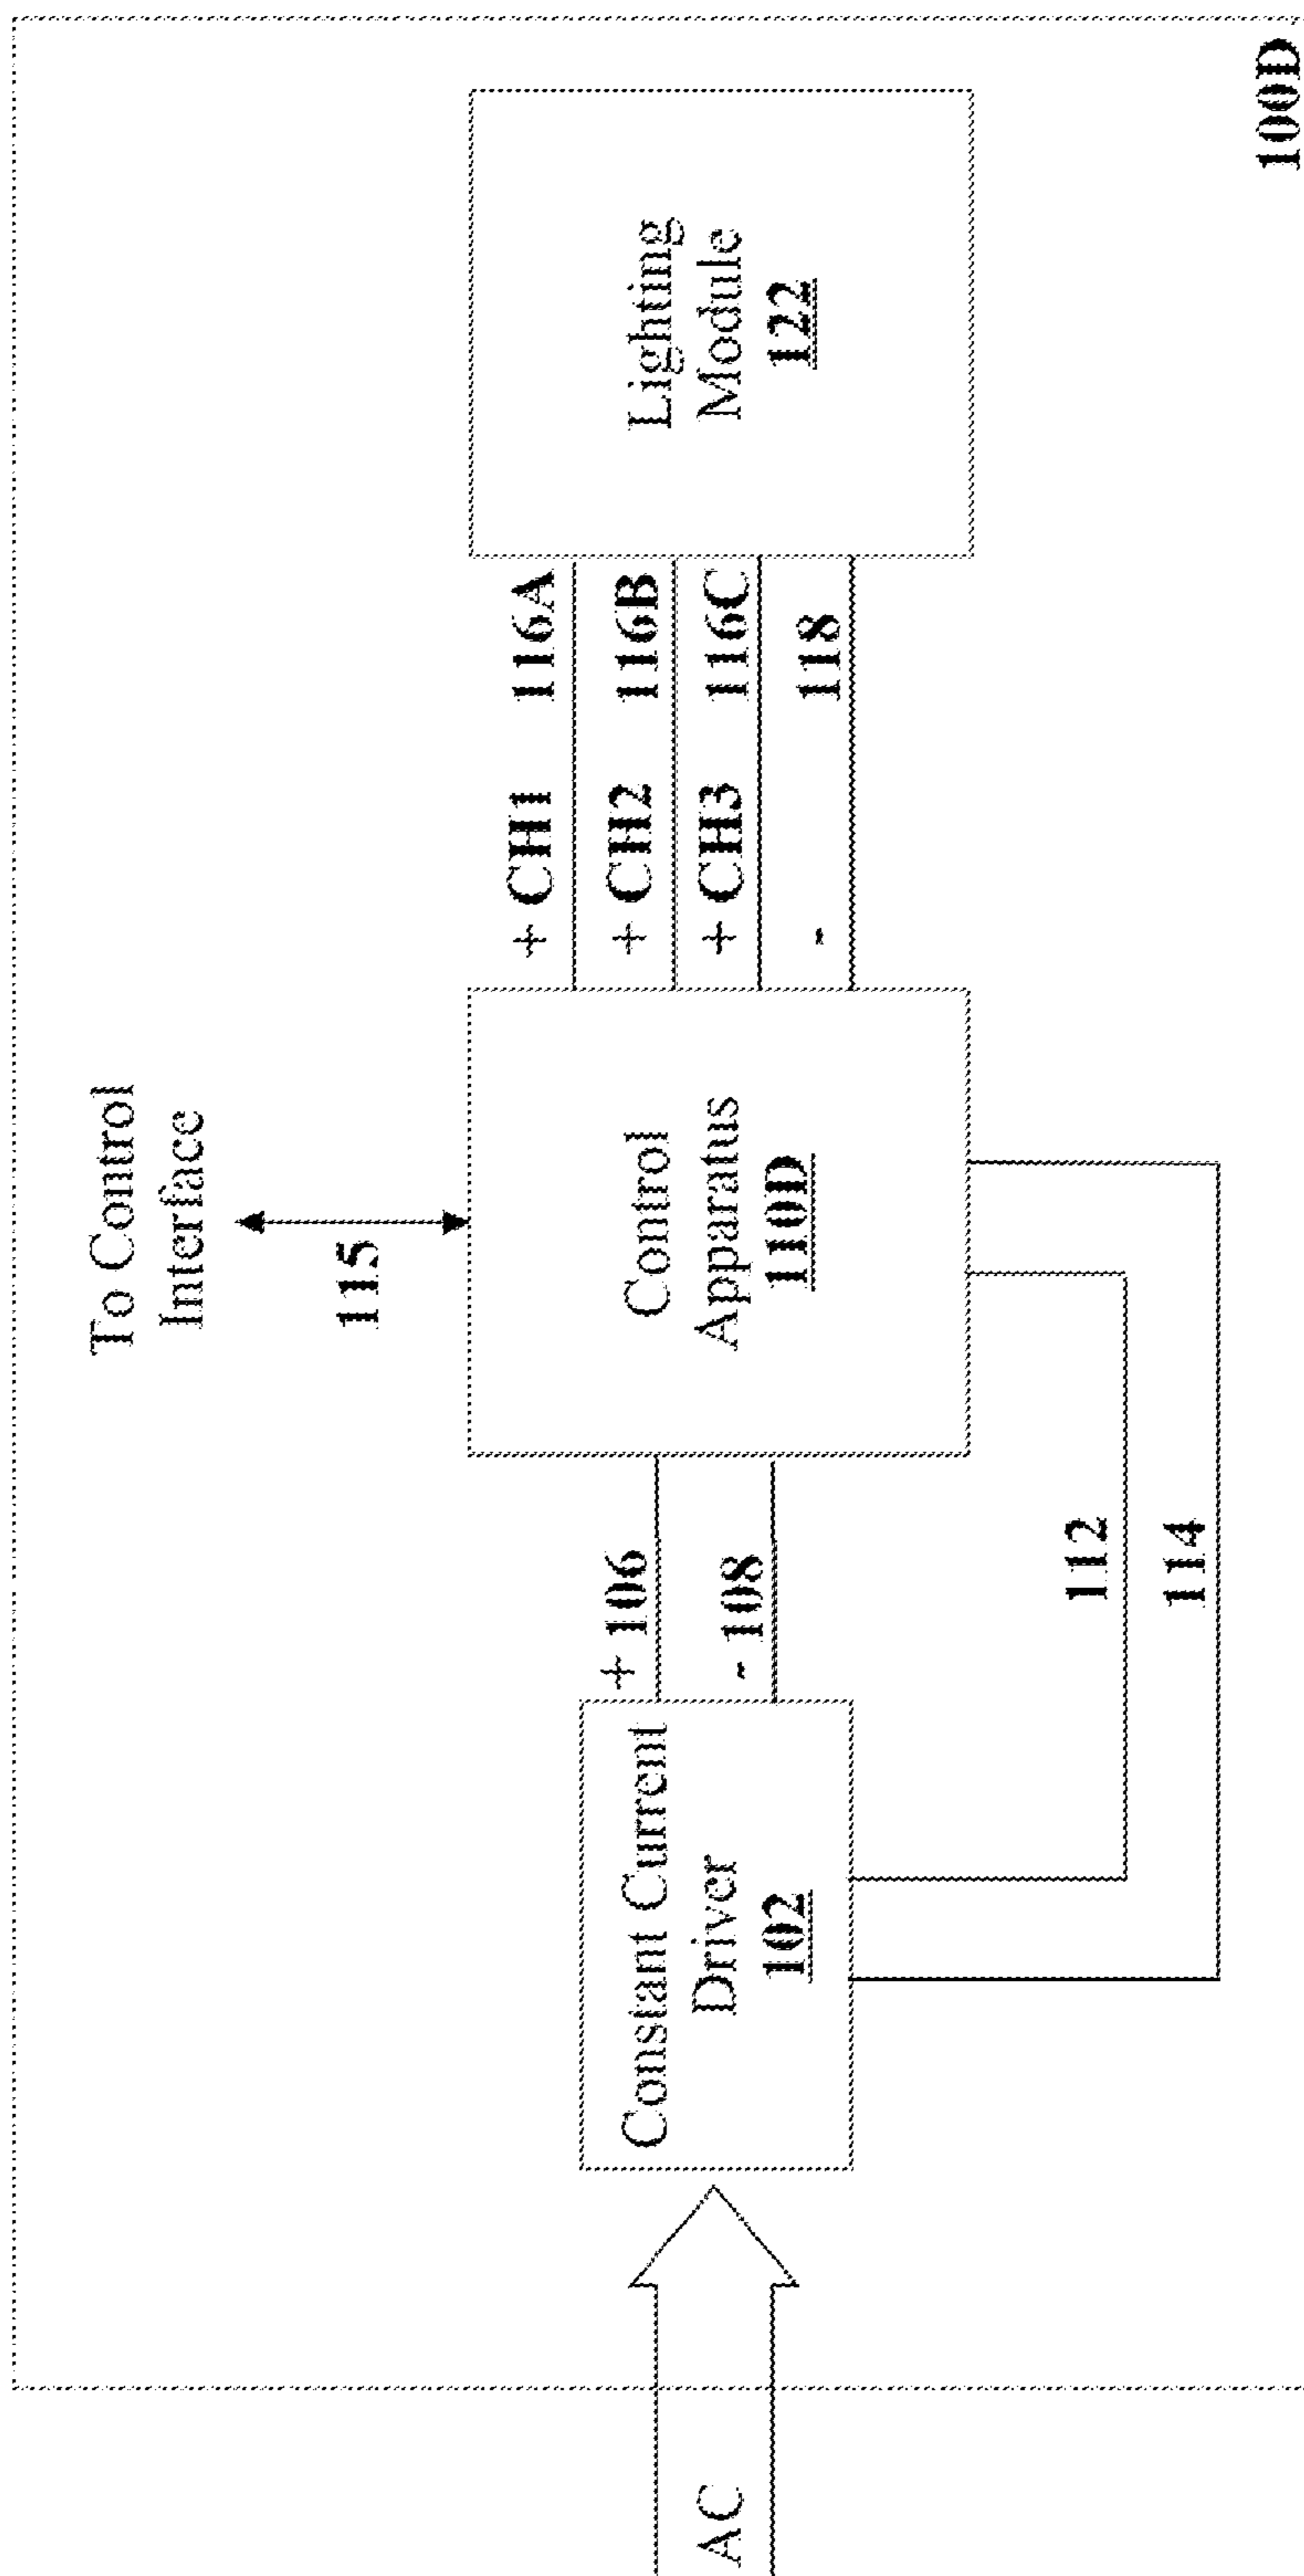 To Control
Interface
115
AC
Constant Current
Driver
102
+ 106
- 108
Control
Apparatus
110D
+ CH1 116A
+ CH2 116B
+ CH3 116C
- 118
Lighting
Module
122
112
114
100D